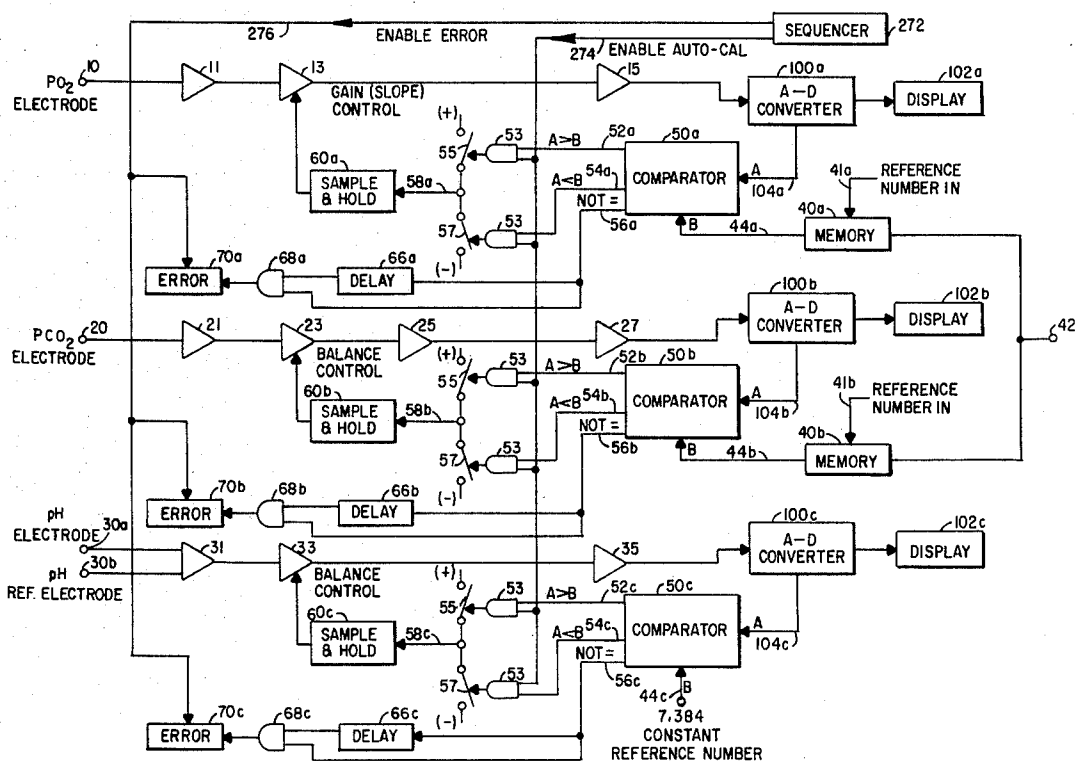 276
ENABLE ERROR
274
ENABLE AUTO-CAL
SEQUENCER
272
PO2
ELECTRODE
10
11
13
GAIN (SLOPE)
CONTROL
15
100a
A-D
CONVERTER
102a
DISPLAY
(+)
55
53
A>B
52a
50a
COMPARATOR
A
104a
60a
SAMPLE
& HOLD
58a
A<B
54a
NOT =
56a
57
53
(-)
B
44a
41a
REFERENCE
NUMBER IN
40a
MEMORY
70a
ERROR
68a
66a
DELAY
42
PCO2
ELECTRODE
20
21
23
BALANCE
CONTROL
25
27
100b
A-D
CONVERTER
102b
DISPLAY
(+)
55
53
A>B
52b
50b
COMPARATOR
A
104b
60b
SAMPLE
& HOLD
58b
A<B
54b
NOT =
56b
57
53
(-)
B
44b
41b
REFERENCE
NUMBER IN
40b
MEMORY
70b
ERROR
68b
66b
DELAY
pH
ELECTRODE
30a
30b
pH
REF. ELECTRODE
31
33
BALANCE
CONTROL
35
100c
A-D
CONVERTER
102c
DISPLAY
(+)
55
53
A>B
52c
50c
COMPARATOR
A
104c
60c
SAMPLE
& HOLD
58c
A<B
54c
NOT =
56c
57
53
(-)
44c
B
7.384
CONSTANT
REFERENCE NUMBER
70c
ERROR
68c
66c
DELAY